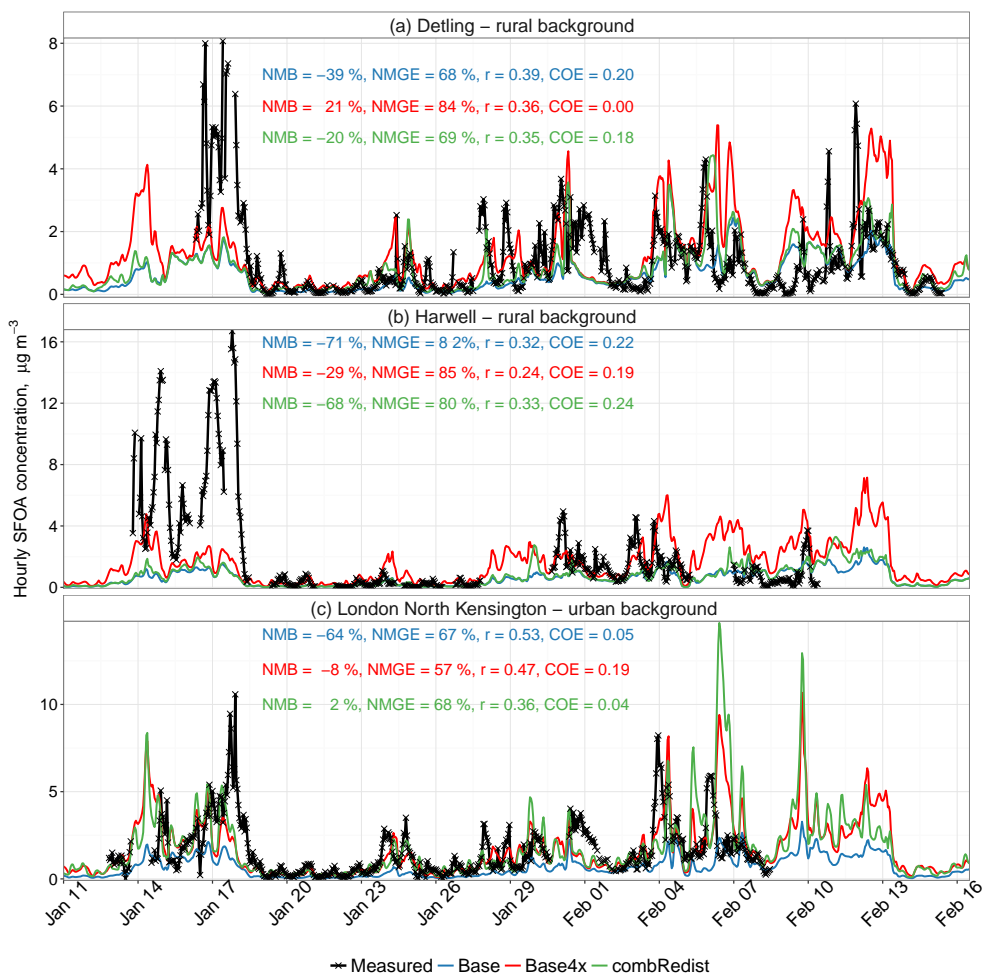 (a) Detling − rural background
8
6
4
2
0
NMB = −39 %, NMGE = 68 %, r = 0.39, COE = 0.20
NMB = 21 %, NMGE = 84 %, r = 0.36, COE = 0.00
NMB = −20 %, NMGE = 69 %, r = 0.35, COE = 0.18
(b) Harwell − rural background
16
12
8
4
0
NMB = −71 %, NMGE = 8 2%, r = 0.32, COE = 0.22
NMB = −29 %, NMGE = 85 %, r = 0.24, COE = 0.19
NMB = −68 %, NMGE = 80 %, r = 0.33, COE = 0.24
Hourly SFOA concentration, μg m−3
(c) London North Kensington − urban background
10
5
0
NMB = −64 %, NMGE = 67 %, r = 0.53, COE = 0.05
NMB = −8 %, NMGE = 57 %, r = 0.47, COE = 0.19
NMB = 2 %, NMGE = 68 %, r = 0.36, COE = 0.04
Jan 11
Jan 14
Jan 17
Jan 20
Jan 23
Jan 26
Jan 29
Feb 01
Feb 04
Feb 07
Feb 10
Feb 13
Feb 16
Measured Base Base4x combRedist